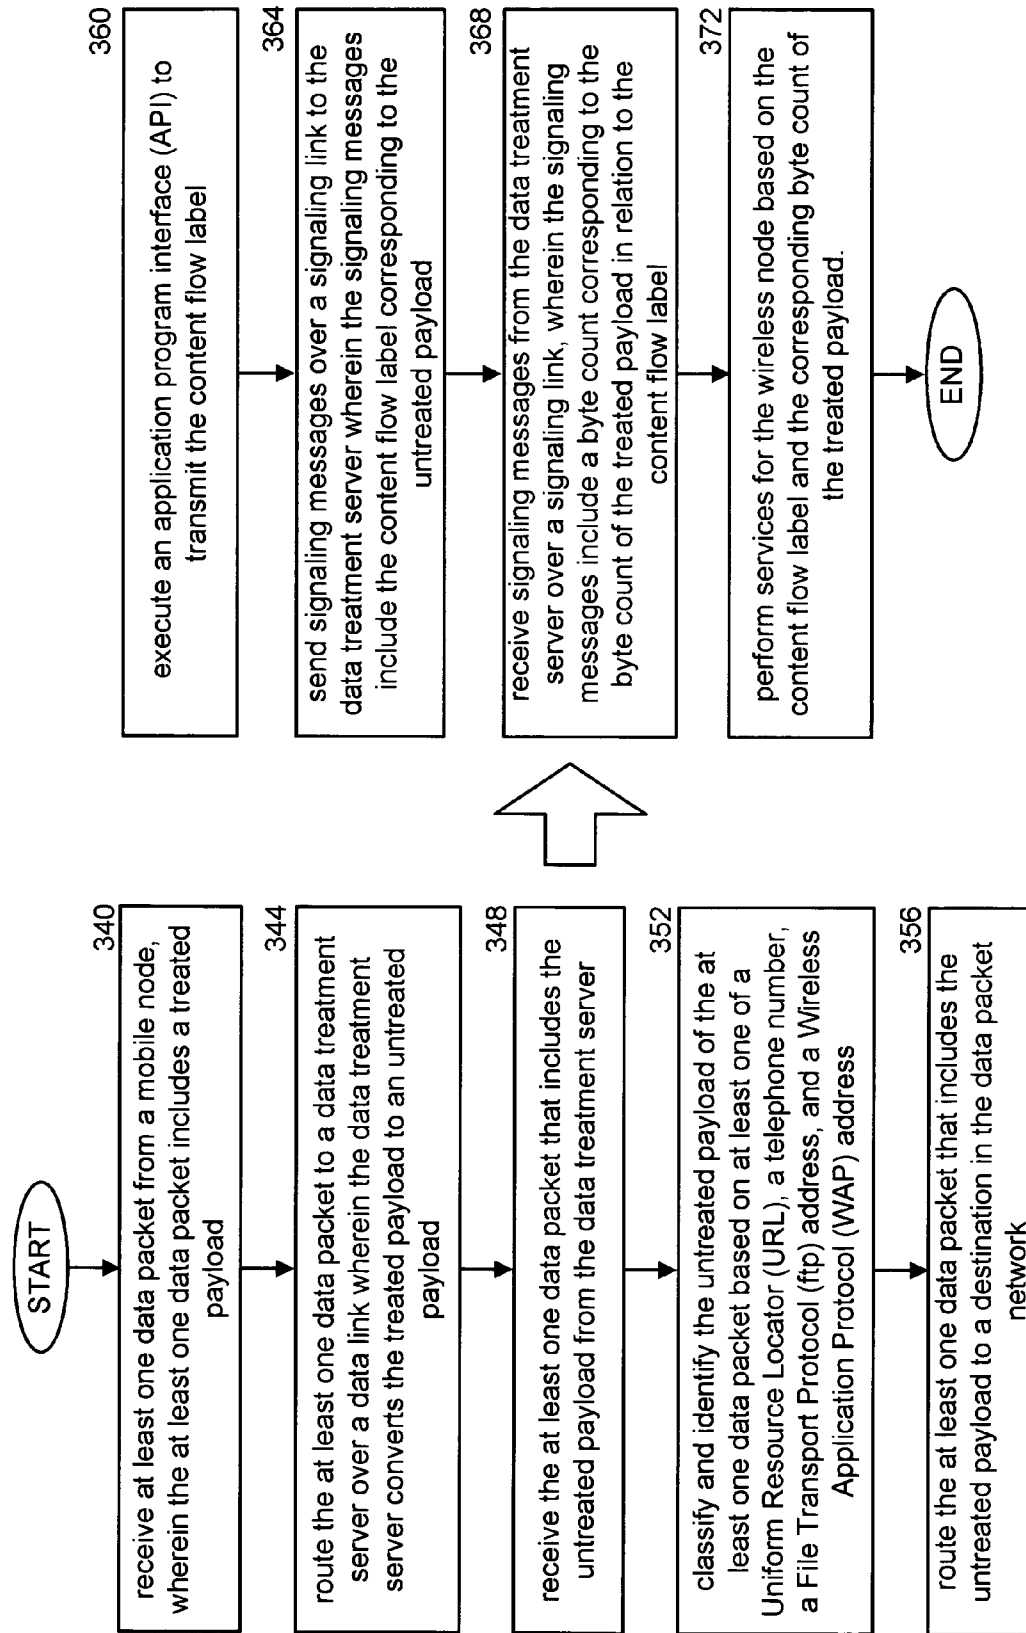 START
340
receive at least one data packet from a mobile node,
wherein the at least one data packet includes a treated
payload
344
route the at least one data packet to a data treatment
server over a data link wherein the data treatment
server converts the treated payload to an untreated
payload
348
receive the at least one data packet that includes the
untreated payload from the data treatment server
352
classify and identify the untreated payload of the at
least one data packet based on at least one of a
Uniform Resource Locator (URL), a telephone number,
a File Transport Protocol (ftp) address, and a Wireless
Application Protocol (WAP) address
356
route the at least one data packet that includes the
untreated payload to a destination in the data packet
network
360
execute an application program interface (API) to
transmit the content flow label
364
send signaling messages over a signaling link to the
data treatment server wherein the signaling messages
include the content flow label corresponding to the
untreated payload
368
receive signaling messages from the data treatment
server over a signaling link, wherein the signaling
messages include a byte count corresponding to the
byte count of the treated payload in relation to the
content flow label
372
perform services for the wireless node based on the
content flow label and the corresponding byte count of
the treated payload.
END